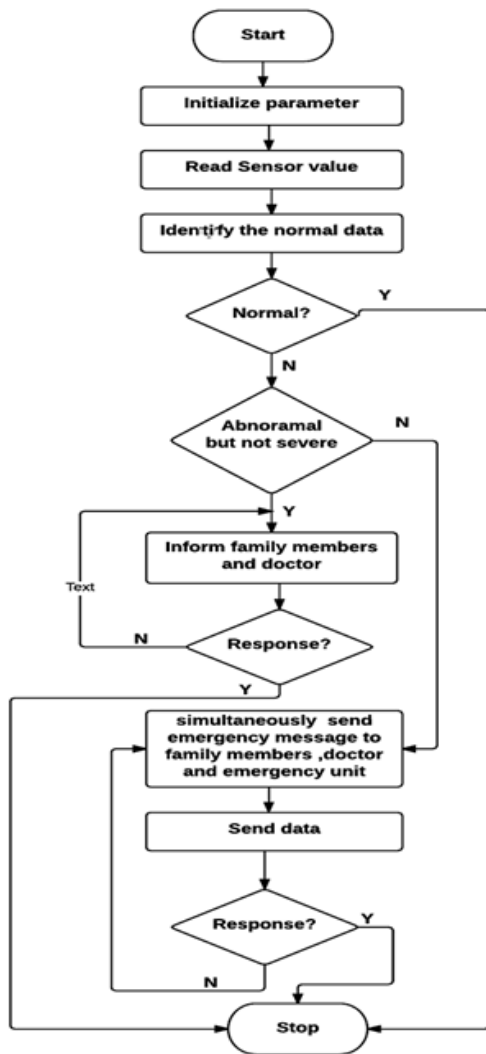 Start
Initialize parameter
Read Sensor value
Identify the normal data
Normal?
Y
N
Abnoramal
but not severe
N
Y
Inform family members
and doctor
Text
Response?
N
Y
simultaneously send
emergency message to
family members ,doctor
and emergency unit
Send data
Response?
Y
N
Stop